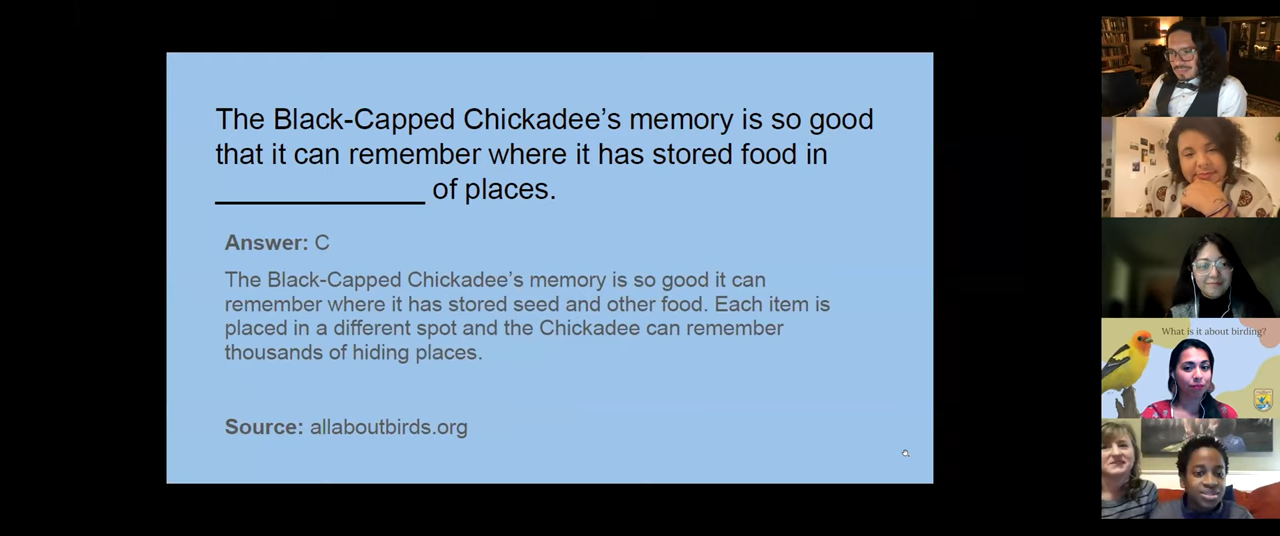 The Black-Capped Chickadee’s memory is so good
that it can remember where it has stored food in
______________ of places.
Answer: C
The Black-Capped Chickadee’s memory is so good it can
remember where it has stored seed and other food. Each item is
placed in a different spot and the Chickadee can remember
thousands of hiding places.
Source: allaboutbirds.org
What is it about birding?